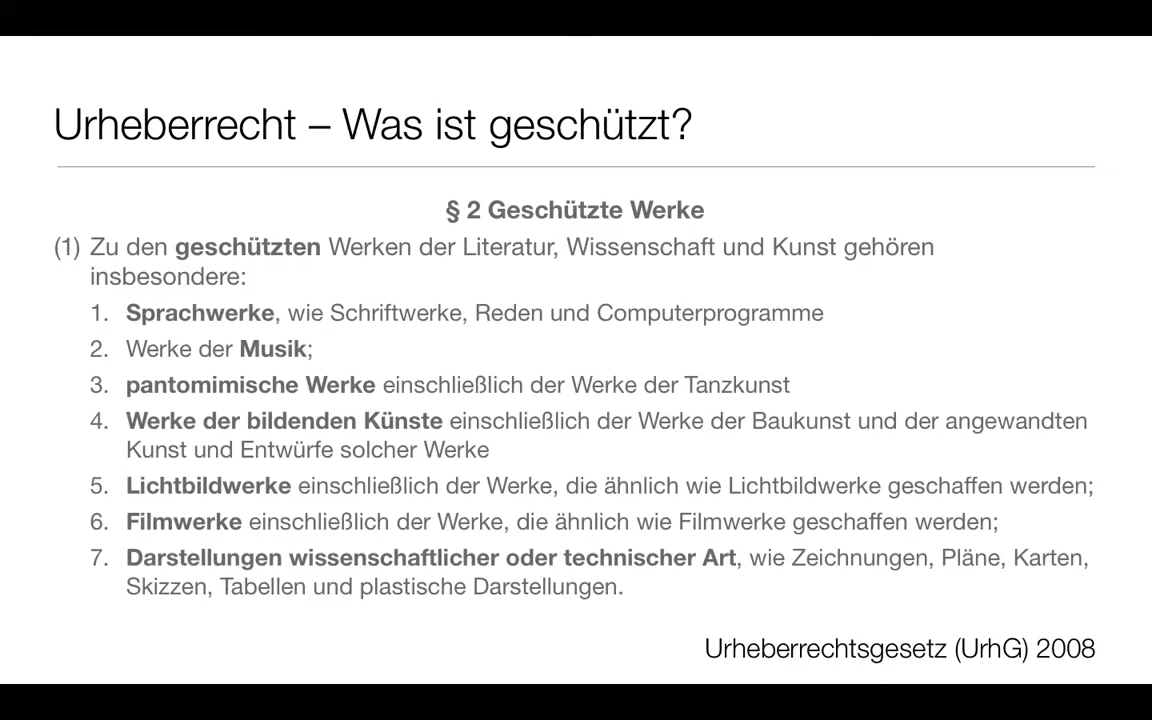 Urheberrecht – Was ist geschützt?
§ 2 Geschützte Werke
(1) Zu den geschützten Werken der Literatur, Wissenschaft und Kunst gehören
insbesondere:
1. Sprachwerke, wie Schriftwerke, Reden und Computerprogramme
2. Werke der Musik;
3. pantomimische Werke einschließlich der Werke der Tanzkunst
4. Werke der bildenden Künste einschließlich der Werke der Baukunst und der angewandten
Kunst und Entwürfe solcher Werke
5. Lichtbildwerke einschließlich der Werke, die ähnlich wie Lichtbildwerke geschaffen werden;
6. Filmwerke einschließlich der Werke, die ähnlich wie Filmwerke geschaffen werden;
7. Darstellungen wissenschaftlicher oder technischer Art, wie Zeichnungen, Pläne, Karten,
Skizzen, Tabellen und plastische Darstellungen.
Urheberrechtsgesetz (UrhG) 2008